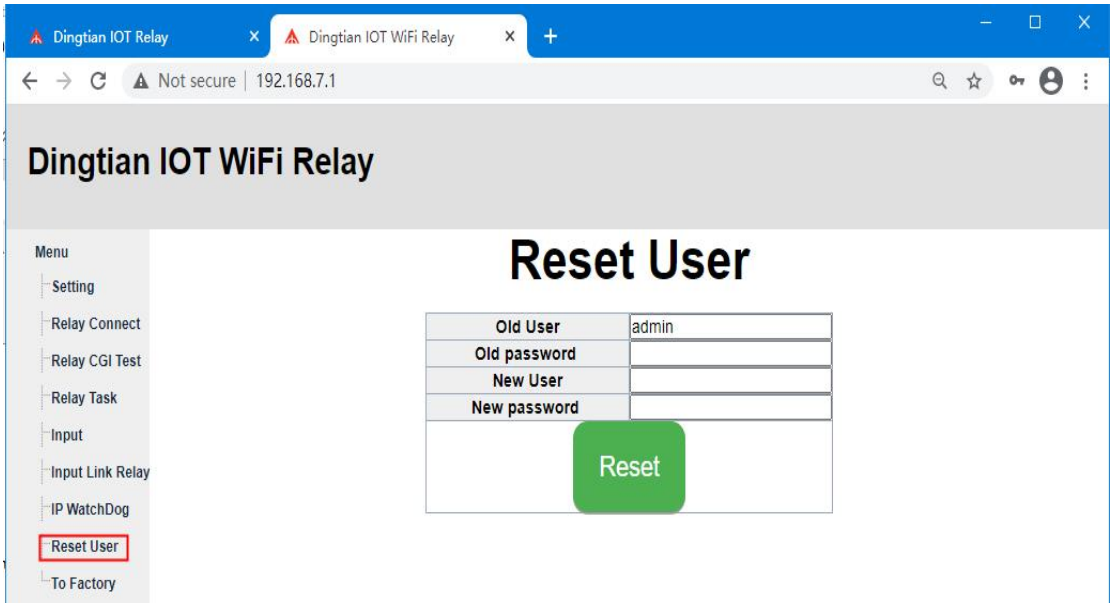 Dingtian IOT Relay
Dingtian IOT WiFi Relay
Not secure | 192.168.7.1
Dingtian IOT WiFi Relay
Menu
Setting
Relay Connect
Relay CGI Test
Relay Task
Input
Input Link Relay
IP WatchDog
Reset User
To Factory
Reset User
Old User admin
Old password
New User
New password
Reset